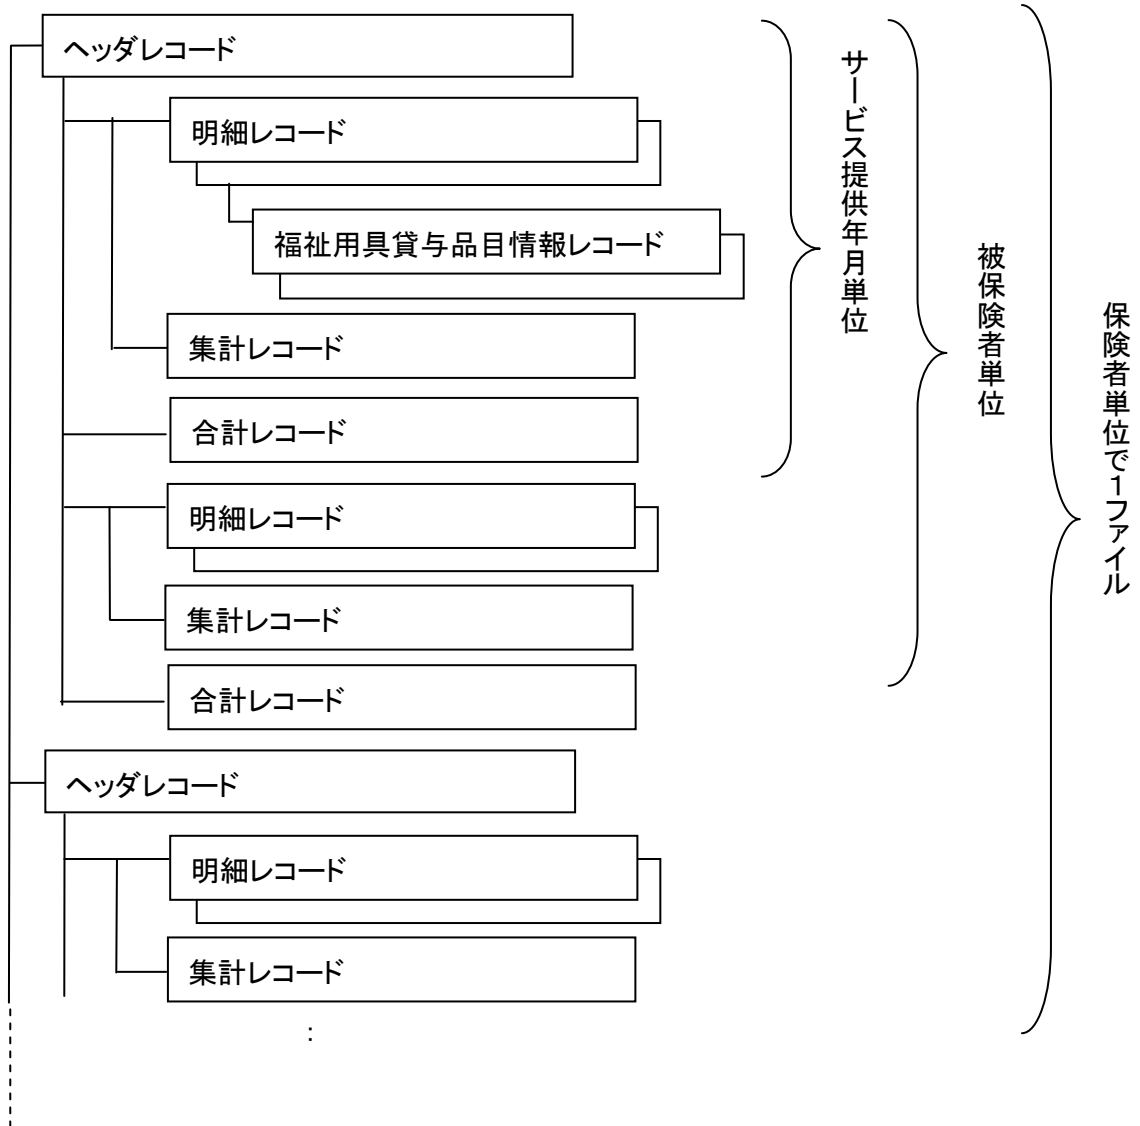 ヘッダレコード
明細レコード
福祉用具貸与品目情報レコード
集計レコード
合計レコード
明細レコード
集計レコード
合計レコード
ヘッダレコード
明細レコード
集計レコード
:
サービス提供年月単位
被保険者単位
保険者単位で1ファイル